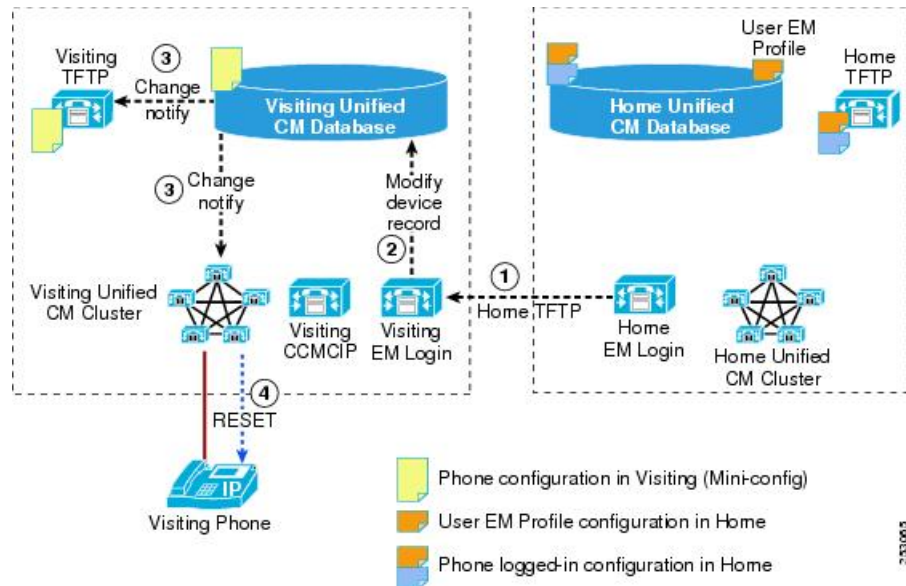 Visiting
TFTP
3
Change
notify
Visiting Unified
CM Database
User EM
Profile
Home
TFTP
Home Unified
CM Database
3
Change
notify
Modify
device
record
2
1
Home TFTP
Visiting Unified
CM Cluster
Visiting
CCMCIP
Visiting
EM Login
Home
EM Login
Home Unified
CM Cluster
4
RESET
IP
Visiting Phone
Phone configuration in Visiting (Mini-config)
User EM Profile configuration in Home
Phone logged-in configuration in Home
253065